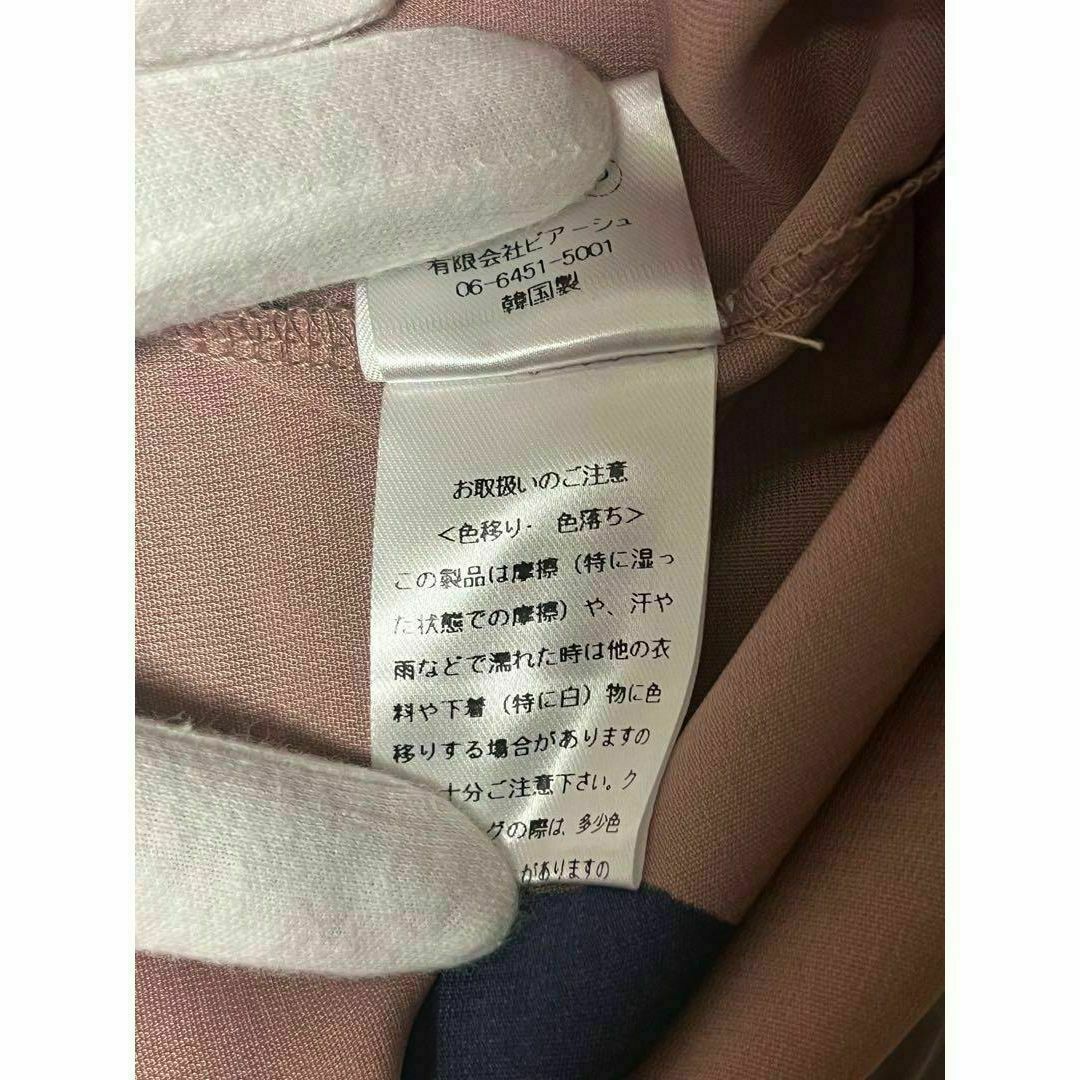 有限会社ビアーシュ
06-6451-5001
韓国製
お取扱いのご注意
<色移り・ 色落ち>
この製品は摩擦（特に湿っ
た状態での摩擦）や、汗や
雨などで濡れた時は他の衣
料や下着（特に白）物に色
移りする場合がありますの
十分ご注意下さい。ク
グの際は、多少色
がありますの